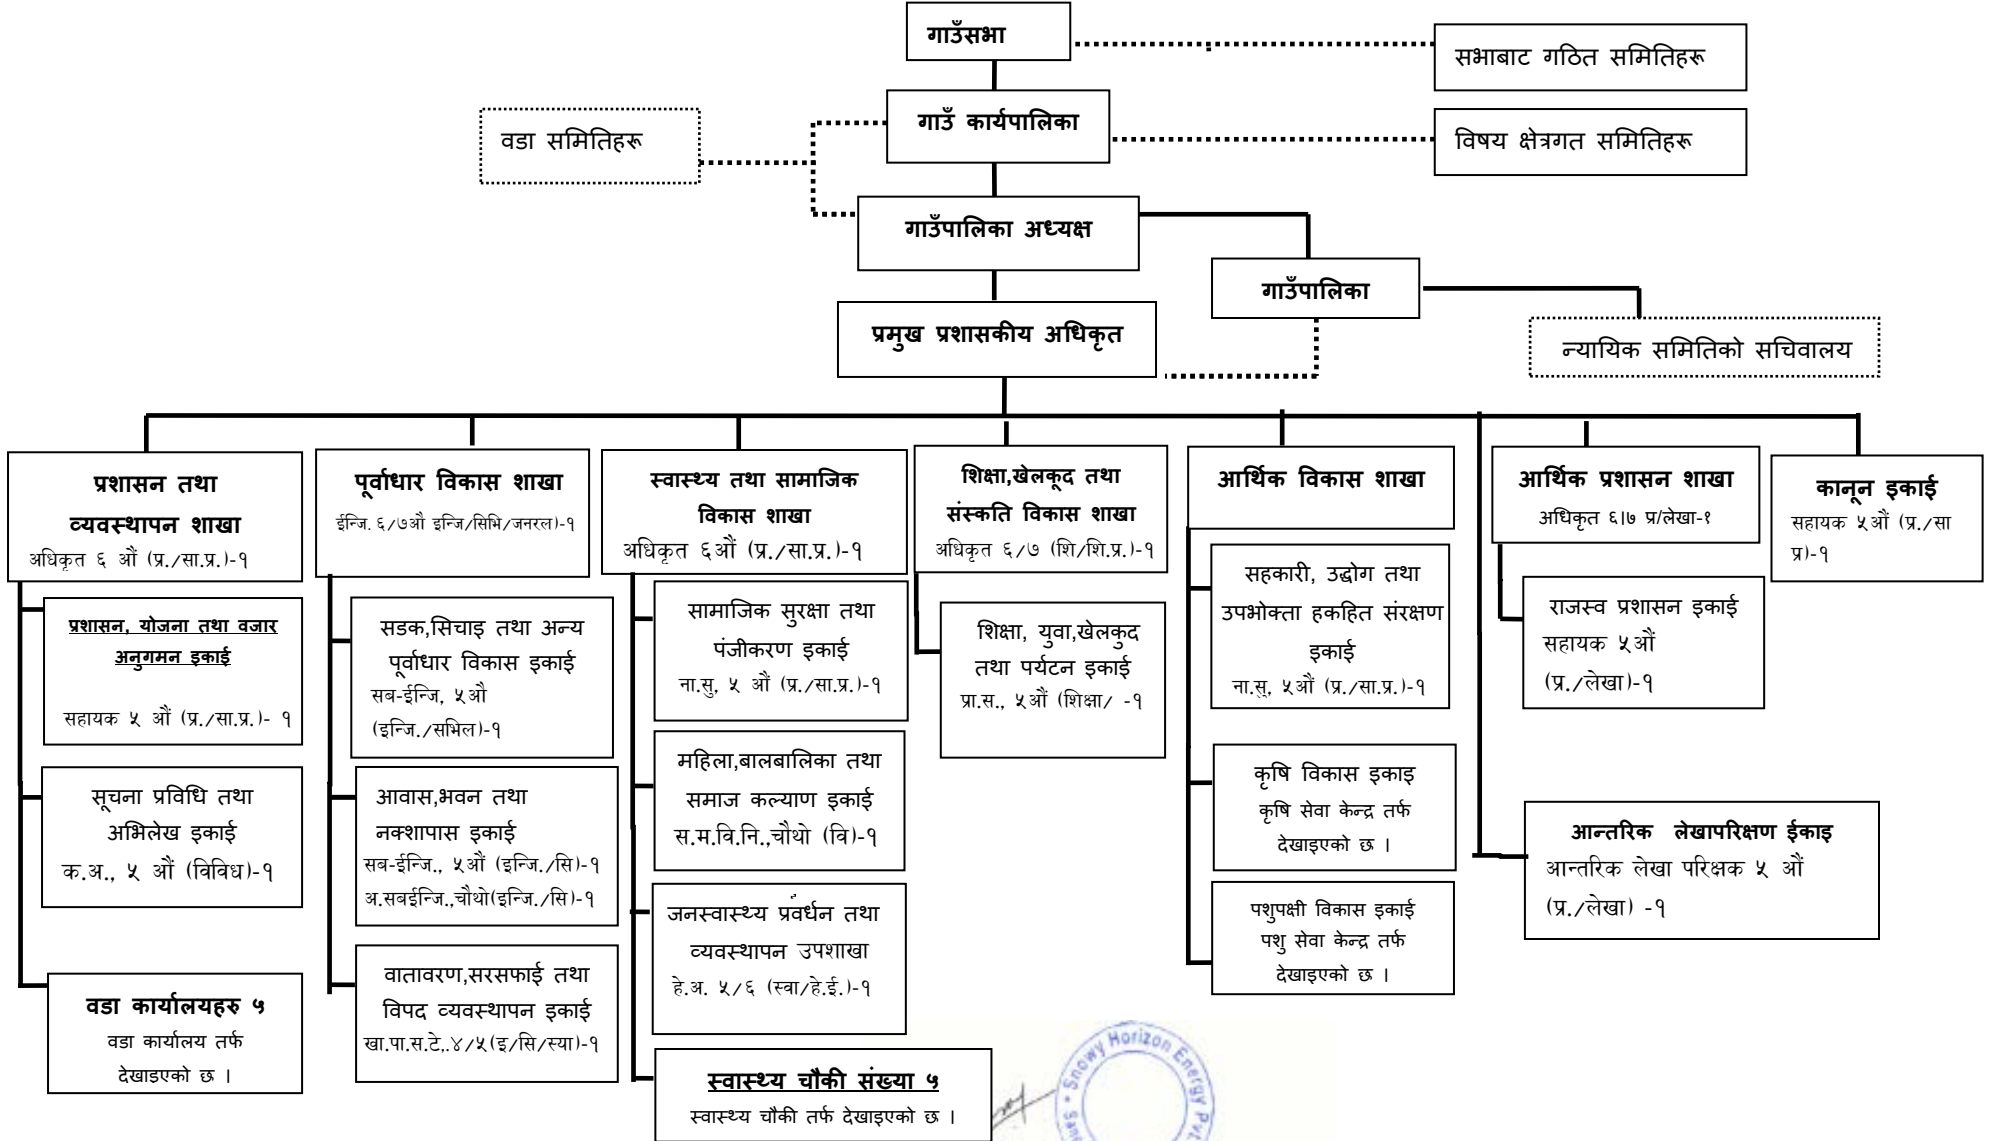 गाउँसभा
सभाबाट गठित समितिहरू
गाउँ कार्यपालिका
वडा समितिहरू
विषय क्षेत्रगत समितिहरू
गाउँपालिका अध्यक्ष
गाउँपालिका
प्रमुख प्रशासकीय अधिकृत
न्यायिक समितिको सचिवालय
प्रशासन तथा
व्यवस्थापन शाखा
अधिकृत ६ औं (प्र./सा.प्र.)-१
प्रशासन, योजना तथा वजार
अनुगमन इकाई
सहायक ५ औं (प्र./सा.प्र.)- १
सूचना प्रविधि तथा
अभिलेख इकाई
क.अ., ५ औं (विविध)-१
वडा कार्यालयहरु ५
वडा कार्यालय तर्फ
देखाइएको छ ।
पूर्वाधार विकास शाखा
ईन्जि. ६/७औ इन्जि/सिभि/जनरल)-१
सडक,सिचाइ तथा अन्य
पूर्वाधार विकास इकाई
सब-ईन्जि, ५औ
(इन्जि./सभिल)-१
आवास,भवन तथा
नक्शापास इकाई
सब-ईन्जि., ५औं (इन्जि./सि)-१
अ.सबईन्जि.,चौथो(इन्जि./सि)-१
वातावरण,सरसफाई तथा
विपद व्यवस्थापन इकाई
खा.पा.स.टे,.४/५(इ/सि/स्या)-१
स्वास्थ्य तथा सामाजिक
विकास शाखा
अधिकृत ६औं (प्र./सा.प्र.)-१
सामाजिक सुरक्षा तथा
पंजीकरण इकाई
ना.सु, ५ औं (प्र./सा.प्र.)-१
महिला,बालबालिका तथा
समाज कल्याण इकाई
स.म.वि.नि.,चौथो (वि)-१
जनस्वास्थ्य प्रवर्धन तथा
व्यवस्थापन उपशाखा
हे.अ. ५/६ (स्वा/हे.ई.)-१
स्वास्थ्य चौकी संख्या ५
स्वास्थ्य चौकी तर्फ देखाइएको छ ।
शिक्षा,खेलकूद तथा
संस्कति विकास शाखा
अधिकृत ६/७ (शि/शि.प्र.)-१
शिक्षा, युवा,खेलकुद
तथा पर्यटन इकाई
प्रा.स., ५औं (शिक्षा/ -१
आर्थिक विकास शाखा
सहकारी, उद्धोग तथा
उपभोक्ता हकहित संरक्षण
इकाई
ना.सु, ५औं (प्र./सा.प्र.)-१
कृषि विकास इकाइ
कृषि सेवा केन्द्र तर्फ
देखाइएको छ ।
पशुपक्षी विकास इकाई
पशु सेवा केन्द्र तर्फ
देखाइएको छ ।
आर्थिक प्रशासन शाखा
अधिकृत ६।७ प्र/लेखा-१
राजस्व प्रशासन इकाई
सहायक ५औं
(प्र./लेखा)-१
आन्तरिक लेखापरिक्षण ईकाइ
आन्तरिक लेखा परिक्षक ५ औं
(प्र./लेखा) -१
कानून इकाई
सहायक ५औं (प्र./सा
प्र)-१
Snowy Horizon Energy Pvt